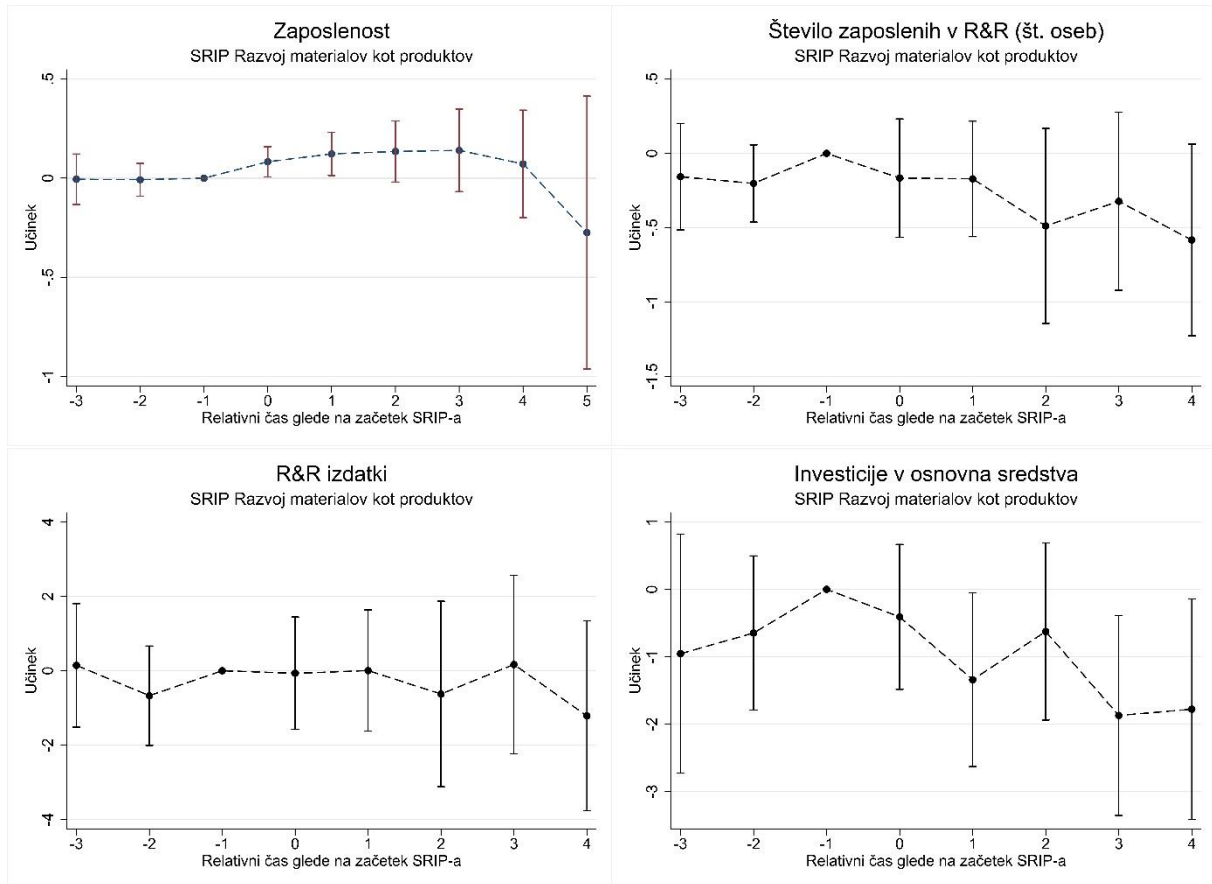 Zaposlenost
SRIP Razvoj materialov kot produktov
.5
0
-.5
-1
Učinek
-3 -2 -1 0 1 2 3 4 5
Relativni čas glede na začetek SRIP-a
Število zaposlenih v R&R (št. oseb)
SRIP Razvoj materialov kot produktov
.5
0
-.5
-1
-1.5
Učinek
-3 -2 -1 0 1 2 3 4
Relativni čas glede na začetek SRIP-a
R&R izdatki
SRIP Razvoj materialov kot produktov
4
2
0
-2
-4
Učinek
-3 -2 -1 0 1 2 3 4
Relativni čas glede na začetek SRIP-a
Investicije v osnovna sredstva
SRIP Razvoj materialov kot produktov
1
0
-1
-2
-3
Učinek
-3 -2 -1 0 1 2 3 4
Relativni čas glede na začetek SRIP-a